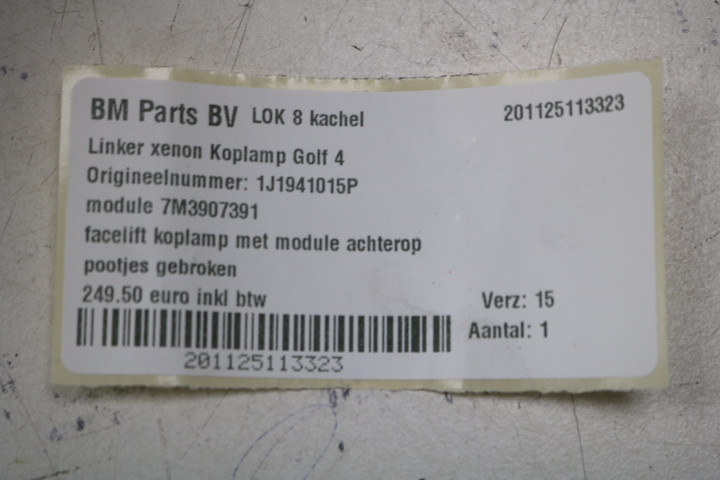 BM Parts BV LOK 8 kachel 201125113323
Linker xenon Koplamp Golf 4
Origineelnummer: 1J1941015P
module 7M3907391
facelift koplamp met module achterop
pootjes gebroken
249.50 euro inkl btw Verz: 15
Aantal: 1
201125113323